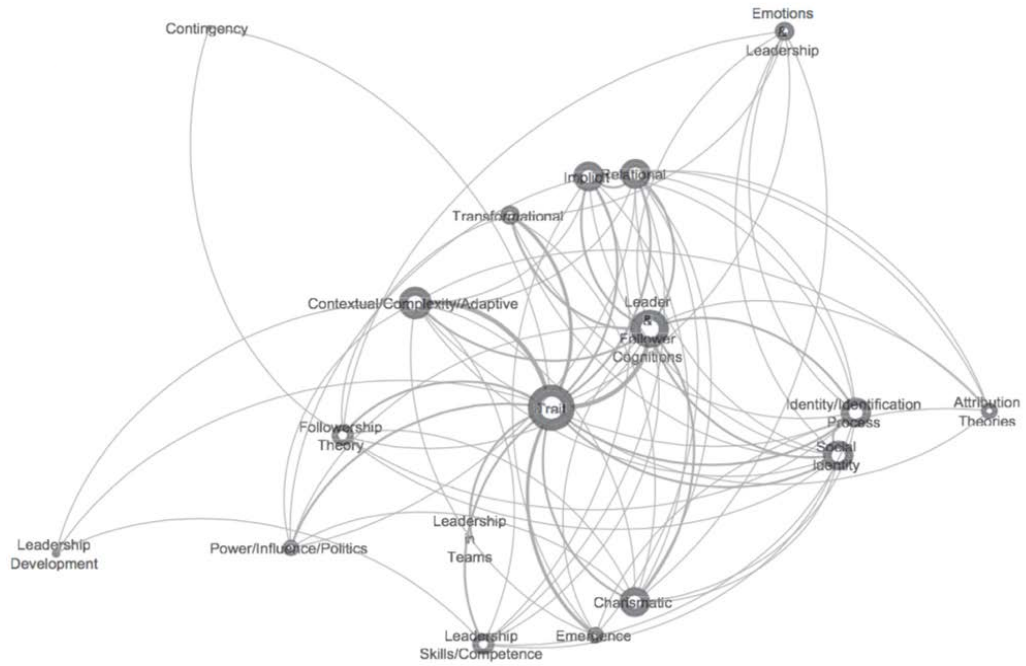 Emotions
&
Leadership
Contingency
Implicit
Relational
Transformational
Contextual/Complexity/Adaptive
Leader
&
Follower
Cognitions
Trait
Identity/Identification
Process
Attribution
Theories
Followership
Theory
Social
Identity
Leadership
in
Teams
Leadership
Development
Power/Influence/Politics
Charismatic
Emergence
Leadership
Skills/Competence